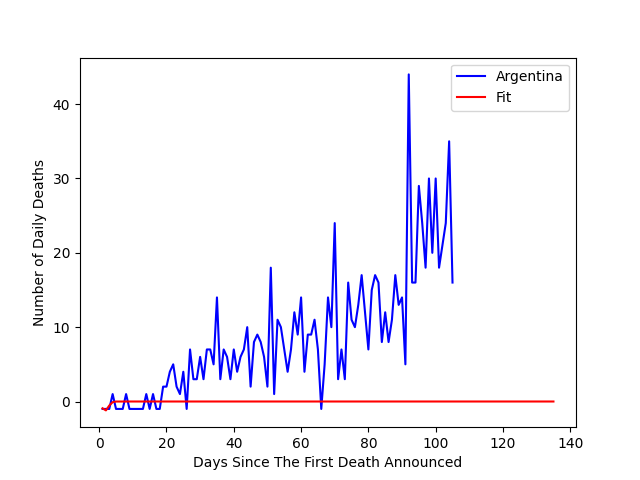 Argentina
Fit
Number of Daily Deaths
40
30
20
10
0
0 20 40 60 80 100 120 140
Days Since The First Death Announced